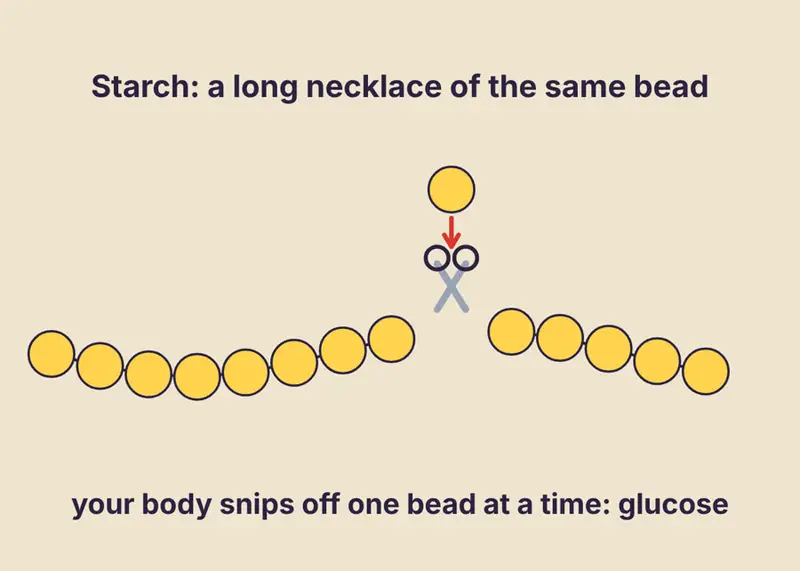 Starch: a long necklace of the same bead
your body snips off one bead at a time: glucose